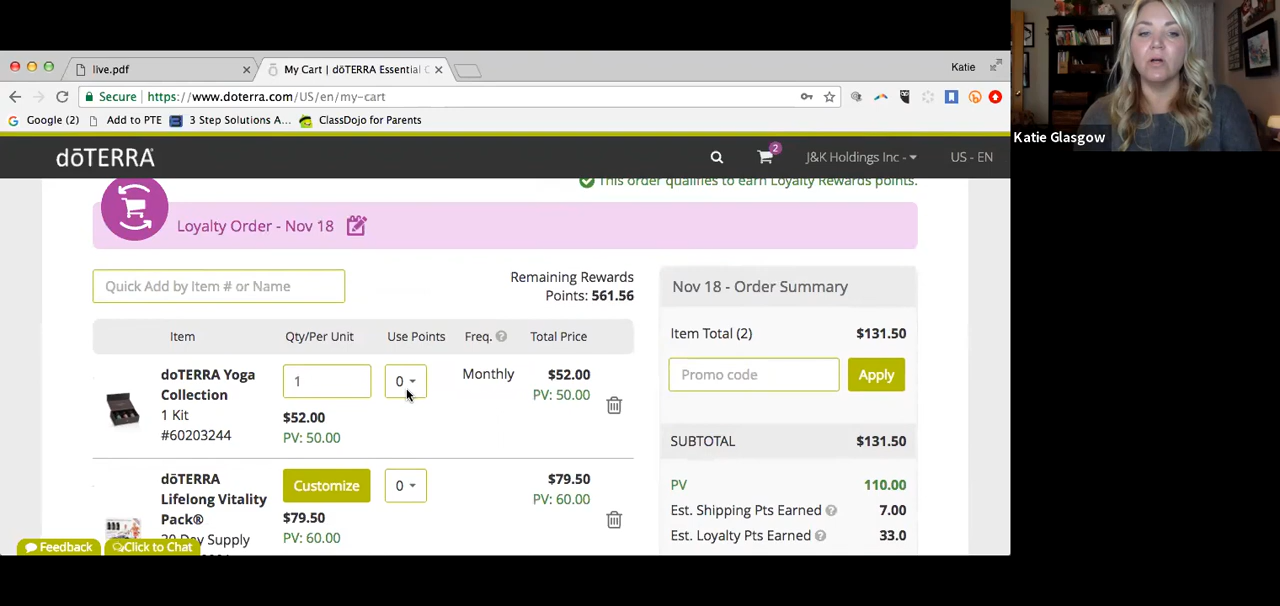 live.pdf
My Cart | dōTERRA Essential O
Katie
Secure
https://www.doterra.com/US/en/my-cart
Google (2)
Add to PTE
3 Step Solutions A...
ClassDojo for Parents
Katie Glasgow
dōTERRA
2
J&K Holdings Inc -
US - EN
This order qualifies to earn Loyalty Rewards points.
Loyalty Order - Nov 18
Quick Add by Item # or Name
Remaining Rewards
Points: 561.56
Nov 18 - Order Summary
Item Total (2) $131.50
Promo code Apply
SUBTOTAL $131.50
PV 110.00
Est. Shipping Pts Earned ? 7.00
Est. Loyalty Pts Earned ? 33.0
Item Qty/Per Unit Use Points Freq. ? Total Price
doTERRA Yoga
Collection
1 Kit
#60203244
1
$52.00
PV: 50.00
0
Monthly
$52.00
PV: 50.00
dōTERRA
Lifelong Vitality
Pack®
30 Day Supply
Customize
$79.50
PV: 60.00
0
$79.50
PV: 60.00
Feedback
Click to Chat